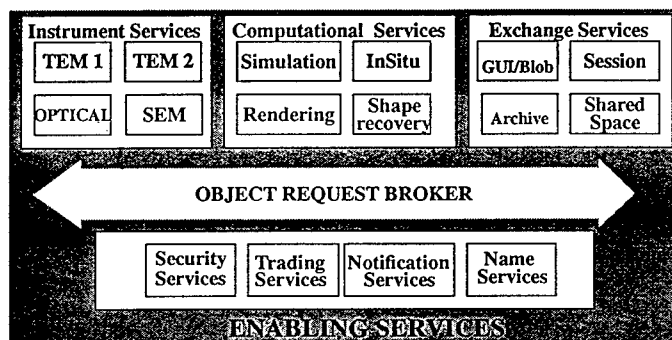 Instrument Services
TEM 1
TEM 2
OPTICAL
SEM
Computational Services
Simulation
InSitu
Rendering
Shape
recovery
Exchange Services
GUI/Blob
Session
Archive
Shared
Space
OBJECT REQUEST BROKER
Security
Services
Trading
Services
Notification
Services
Name
Services
ENABLING SERVICES